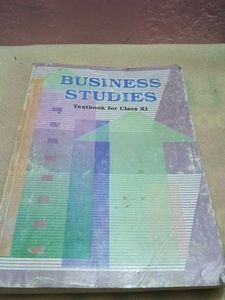 BUSINESS
STUDIES
Textbook for Class XI